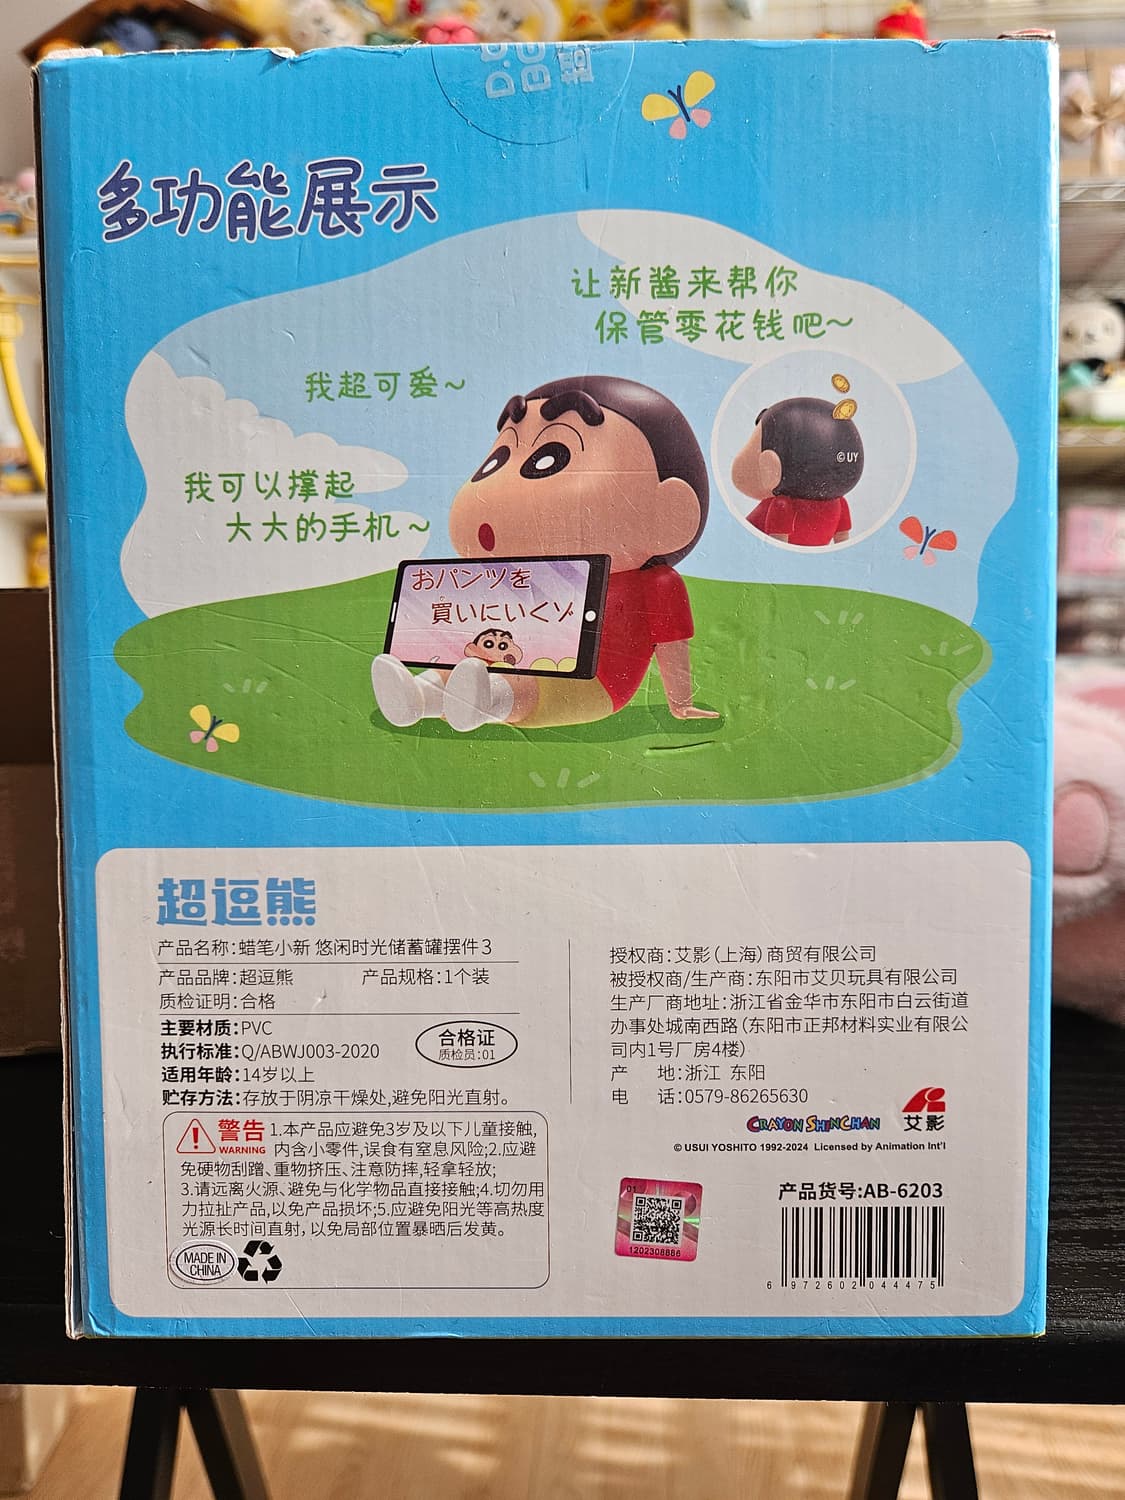 多功能展示
让新酱来帮你
保管零花钱吧~
我超可爱~
© UY
我可以撑起
大大的手机~
おパンツを
買いにいくゾ
超逗熊
产品名称:蜡笔小新 悠闲时光储蓄罐摆件3
产品品牌:超逗熊 产品规格:1个装
质检证明:合格
主要材质:PVC
执行标准:Q/ABWJ003-2020
适用年龄:14岁以上
贮存方法:存放于阴凉干燥处,避免阳光直射。
合格证
质检员:01
警告
WARNING
1.本产品应避免3岁及以下儿童接触,
内含小零件,误食有窒息风险;2.应避
免硬物刮蹭、重物挤压、注意防摔,轻拿轻放;
3.请远离火源、避免与化学物品直接接触;4.切勿用
力拉扯产品,以免产品损坏;5.应避免阳光等高热度
光源长时间直射,以免局部位置暴晒后发黄。
MADE IN
CHINA
授权商:艾影(上海)商贸有限公司
被授权商/生产商:东阳市艾贝玩具有限公司
生产厂商地址:浙江省金华市东阳市白云街道
办事处城南西路(东阳市正邦材料实业有限公
司内1号厂房4楼)
产 地:浙江 东阳
电 话:0579-86265630
CRAYON SHINCHAN
艾影
© USUI YOSHITO 1992-2024 Licensed by Animation Int'l
01
1202308886
产品货号:AB-6203
6 972602 044475